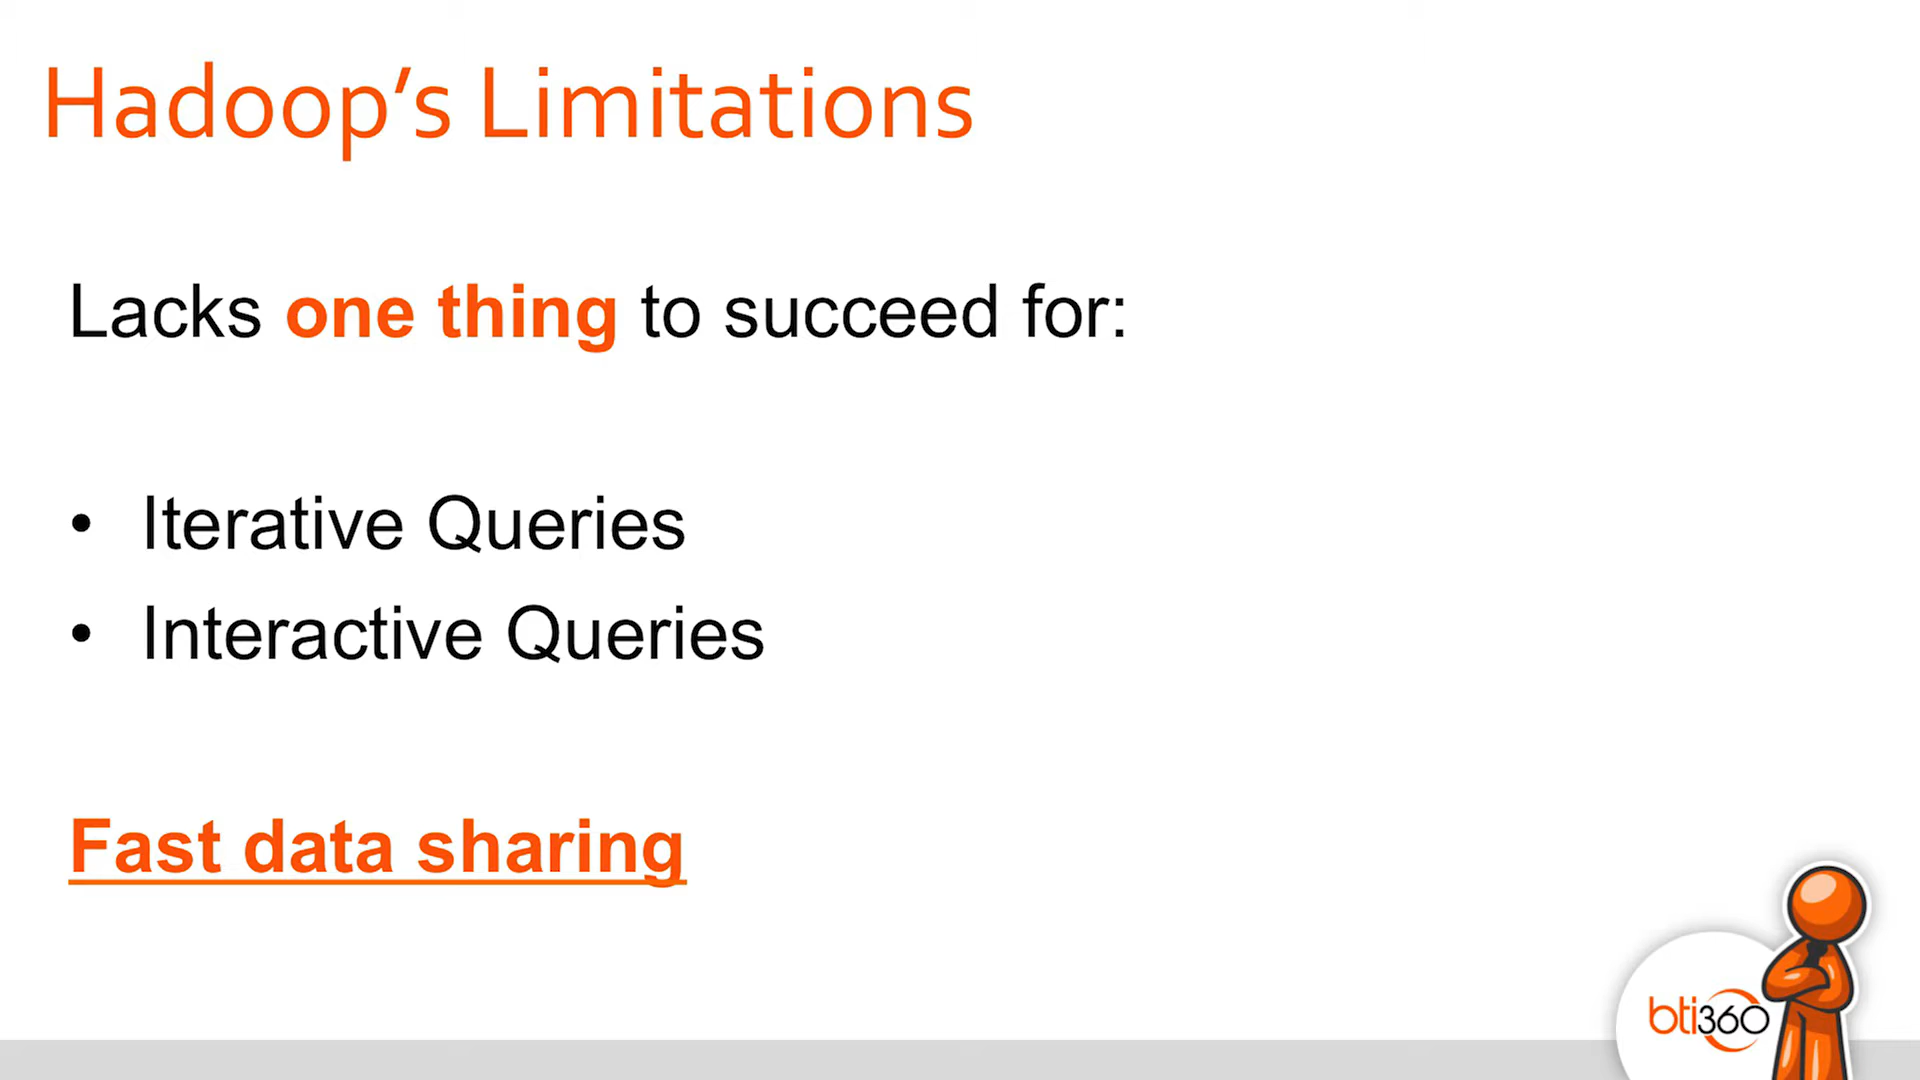 Hadoop’s Limitations
Lacks one thing to succeed for:
• Iterative Queries
• Interactive Queries
Fast data sharing
bti360